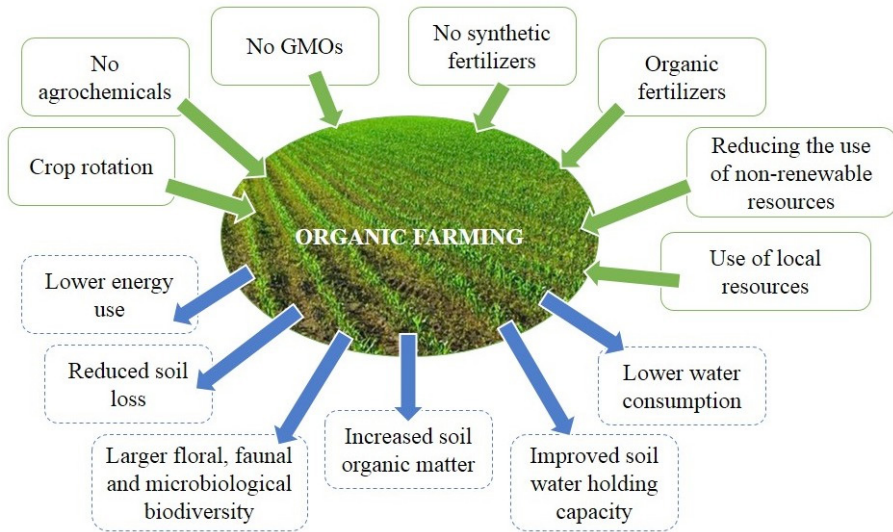 No GMOs
No synthetic
fertilizers
No
agrochemicals
Organic
fertilizers
Crop rotation
Reducing the use
of non-renewable
resources
ORGANIC FARMING
Use of local
resources
Lower energy
use
Reduced soil
loss
Lower water
consumption
Larger floral, faunal
and microbiological
biodiversity
Increased soil
organic matter
Improved soil
water holding
capacity